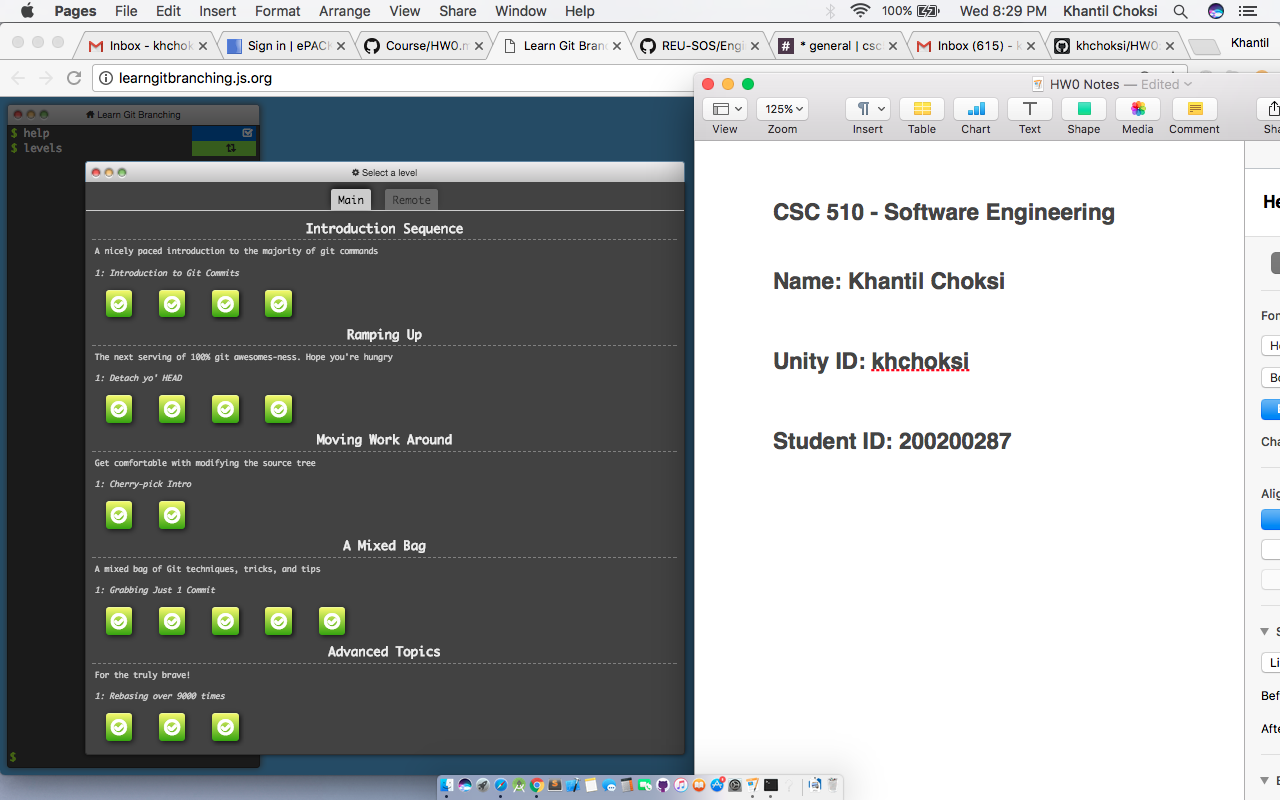 Pages File Edit Insert Format Arrange View Share Window Help 100% Wed 8:29 PM Khantil Choksi
Inbox - khchok Sign in | ePACK Course/HW0.m Learn Git Bran REU-SOS/Engi * general | csc Inbox (615) - k khchoksi/HW0 Khantil
learngitbranching.js.org
HW0 Notes — Edited
125%
View Zoom Insert Table Chart Text Shape Media Comment Sha
Learn Git Branching
$ help
$ levels
Select a level
Main Remote
Introduction Sequence
A nicely paced introduction to the majority of git commands
1: Introduction to Git Commits
Ramping Up
The next serving of 100% git awesomes-ness. Hope you're hungry
1: Detach yo' HEAD
Moving Work Around
Get comfortable with modifying the source tree
1: Cherry-pick Intro
A Mixed Bag
A mixed bag of Git techniques, tricks, and tips
1: Grabbing Just 1 Commit
Advanced Topics
For the truly brave!
1: Rebasing over 9000 times
$
CSC 510 - Software Engineering
Name: Khantil Choksi
Unity ID: khchoksi
Student ID: 200200287
He
Fon
He
Bo
Cha
Alig
S
Li
Bef
Afte